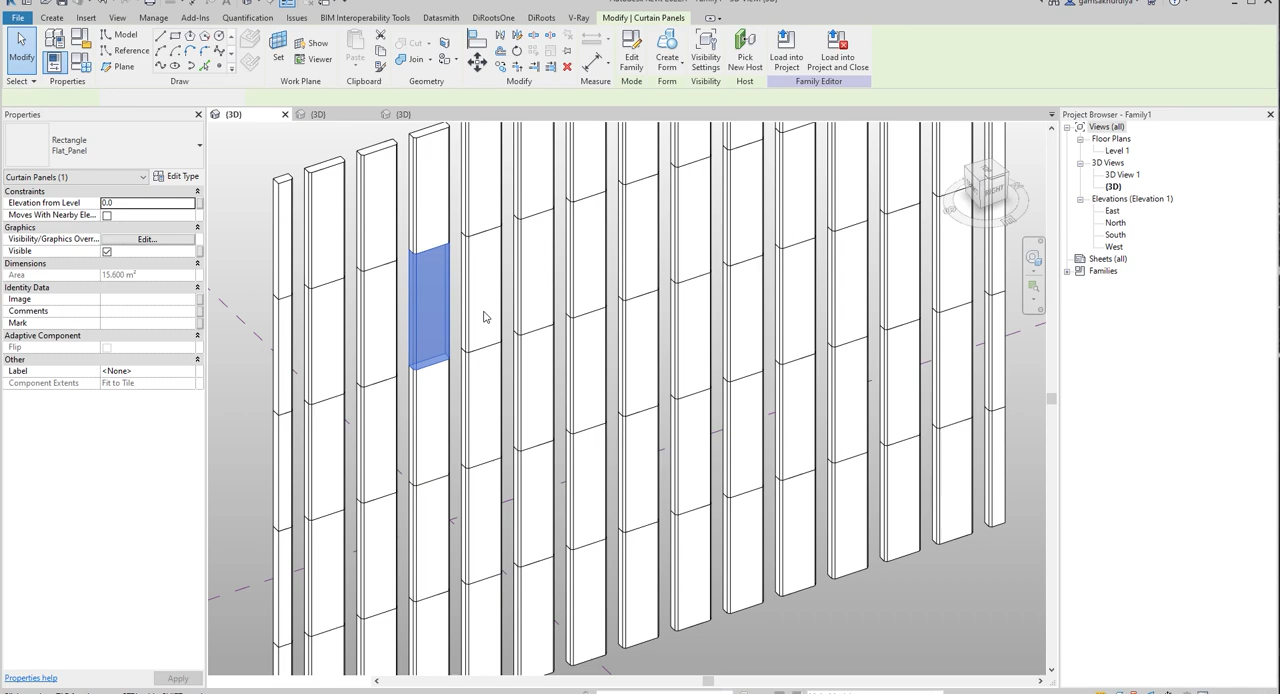 gamsakhurdiya
File Create Insert View Manage Add-Ins Quantification Issues BIM Interoperability Tools Datasmith DiRootsOne DiRoots V-Ray Modify | Curtain Panels
Modify
Model
Reference
Plane
Set
Show
Viewer
Paste
Cut
Join
Edit
Family
Create
Form
Visibility
Settings
Pick
New Host
Load into
Project
Load into
Project and Close
Select
Properties
Draw
Work Plane
Clipboard
Geometry
Modify
Measure
Mode
Form
Visibility
Host
Family Editor
Properties
Rectangle
Flat_Panel
Curtain Panels (1)
Edit Type
Constraints
Elevation from Level 0.0
Moves With Nearby Ele...
Graphics
Visibility/Graphics Overr... Edit...
Visible
Dimensions
Area 15.600 m²
Identity Data
Image
Comments
Mark
Adaptive Component
Flip
Other
Label <None>
Component Extents Fit to Tile
Properties help
Apply
{3D} {3D} {3D}
RIGHT
Project Browser - Family1
Views (all)
Floor Plans
Level 1
3D Views
3D View 1
{3D}
Elevations (Elevation 1)
East
North
South
West
Sheets (all)
Families